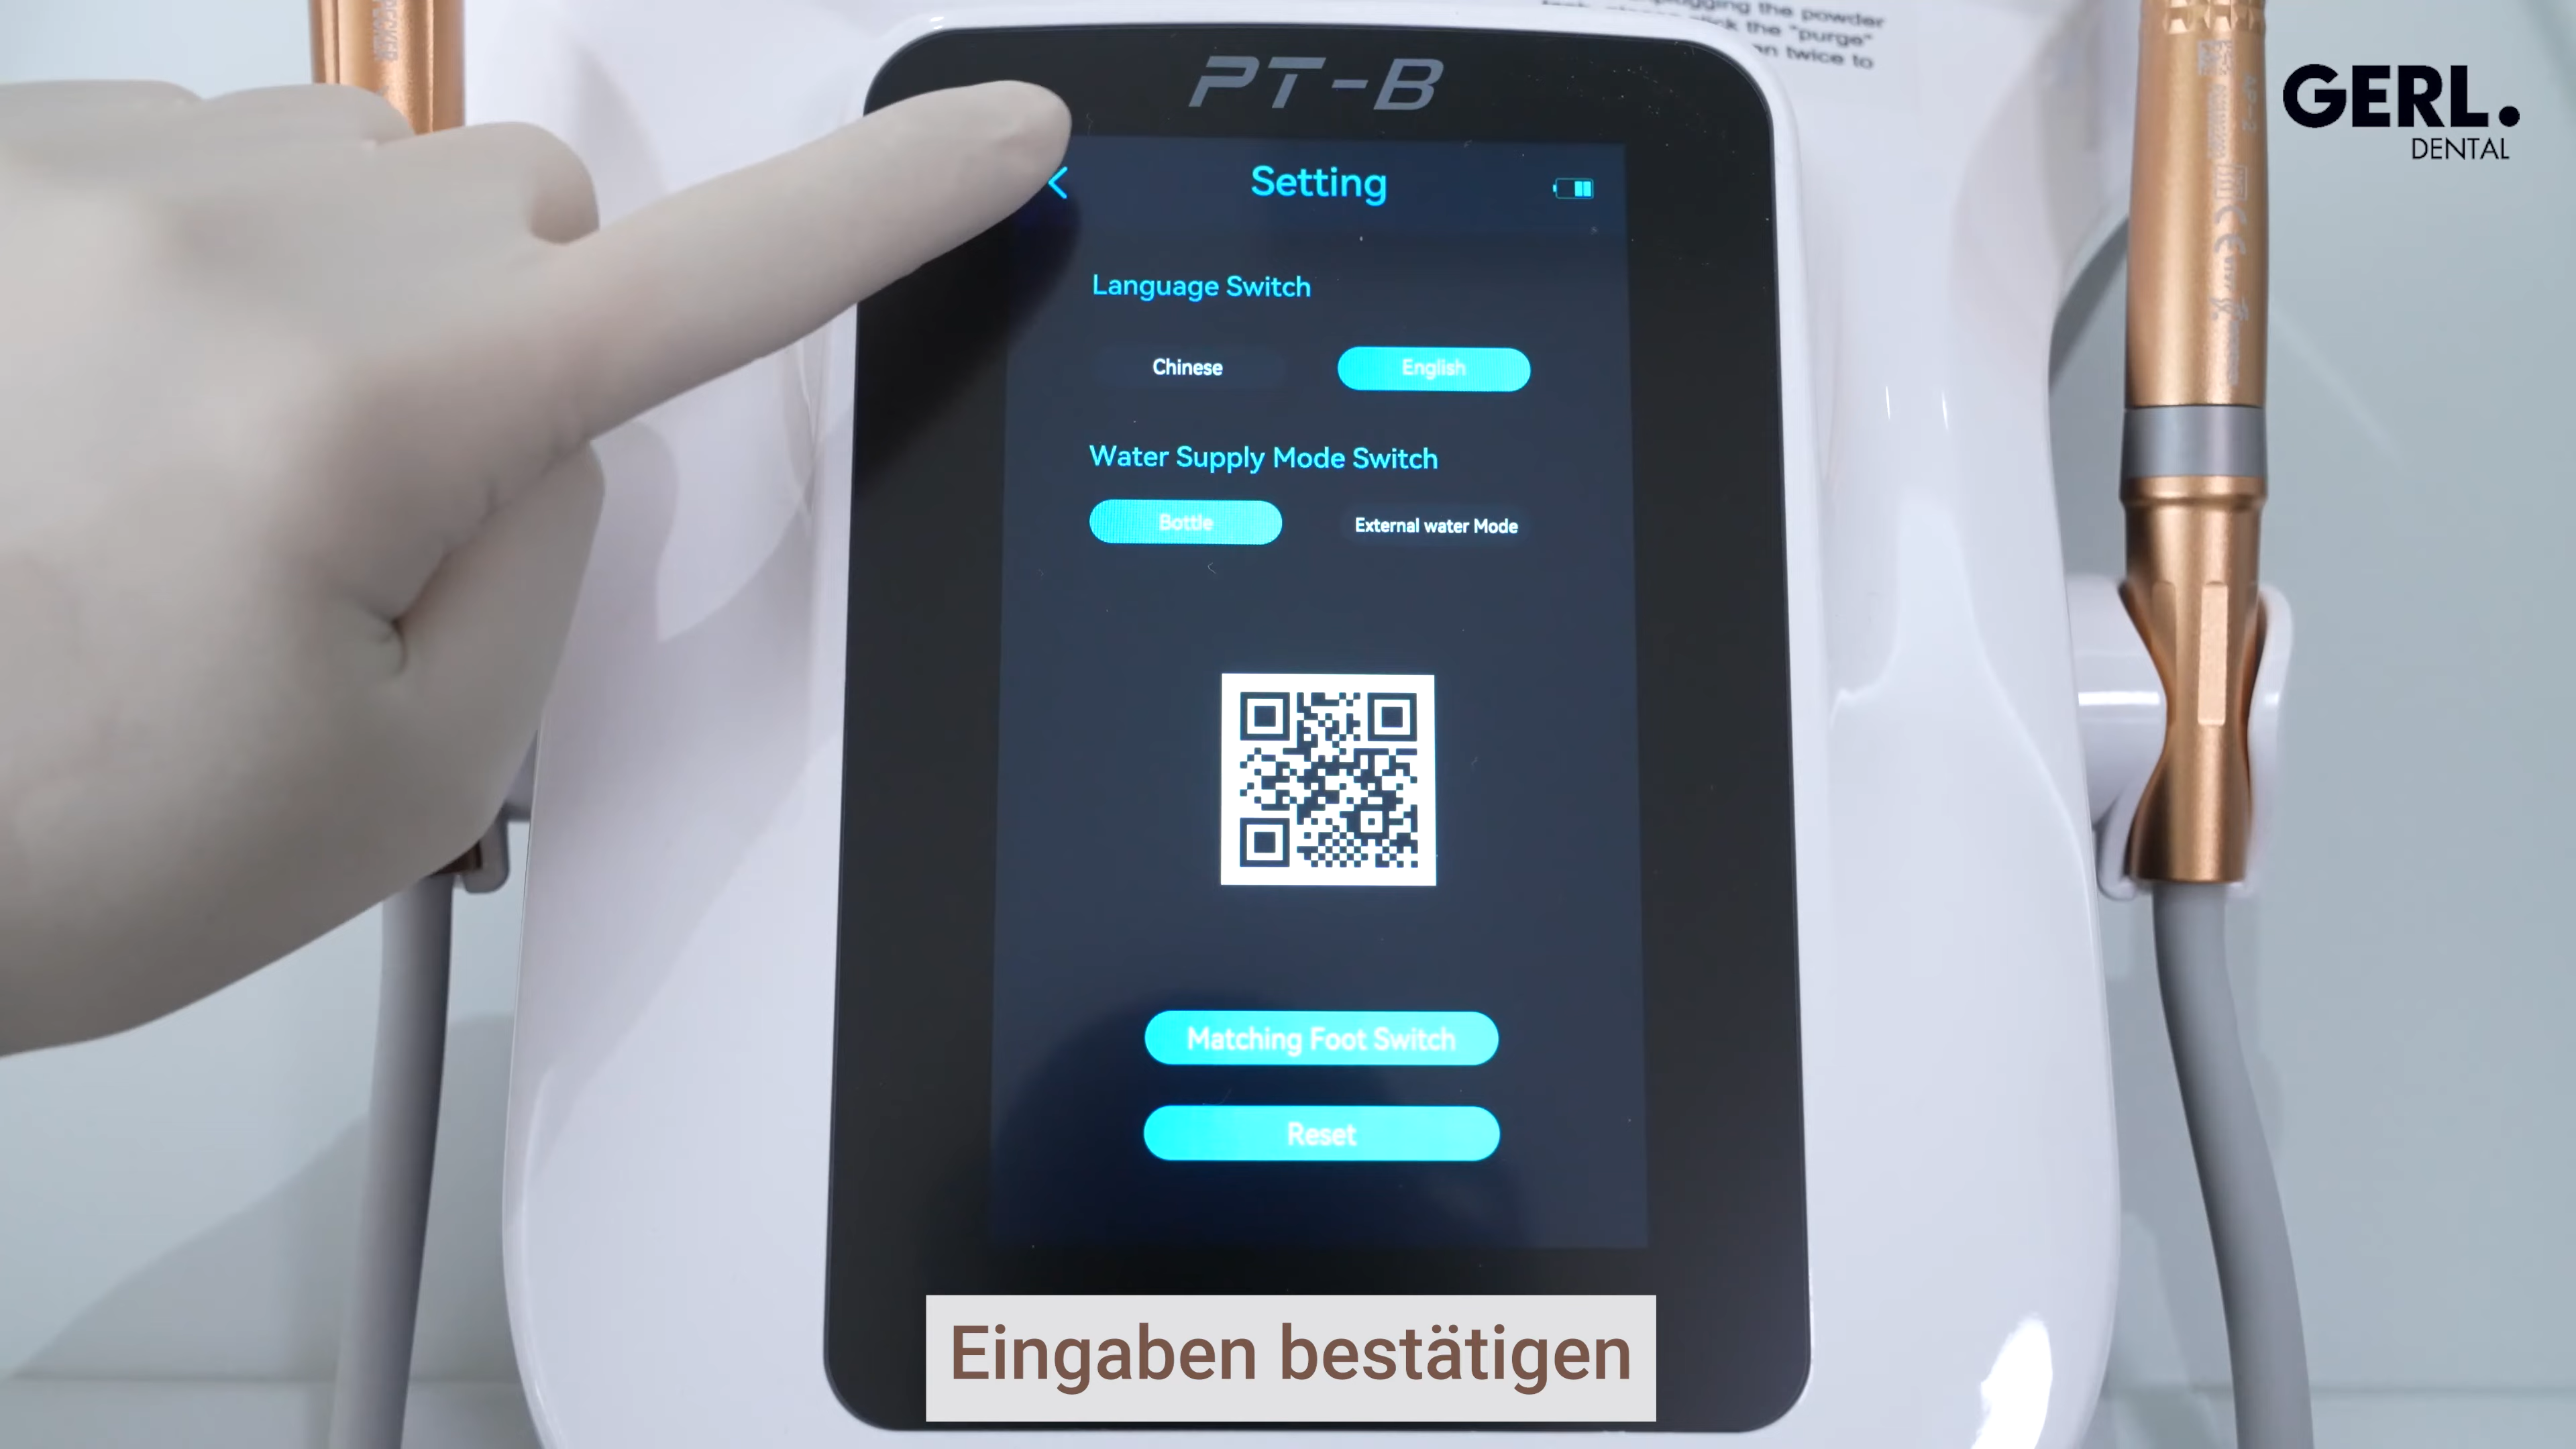 the powder
the "purge"
twice to
PT-B
GERL.
DENTAL
Setting
Language Switch
Chinese
English
Water Supply Mode Switch
Bottle
External water Mode
Matching Foot Switch
Reset
Eingaben bestätigen